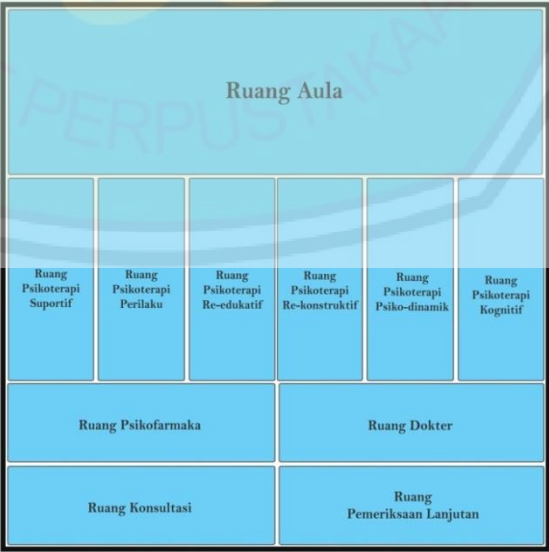 PERPUSTAKAA
Ruang Aula
Ruang
Psikoterapi
Suportif
Ruang
Psikoterapi
Perilaku
Ruang
Psikoterapi
Re-edukatif
Ruang
Psikoterapi
Re-konstruktif
Ruang
Psikoterapi
Psiko-dinamik
Ruang
Psikoterapi
Kognitif
Ruang Psikofarmaka
Ruang Dokter
Ruang Konsultasi
Ruang
Pemeriksaan Lanjutan